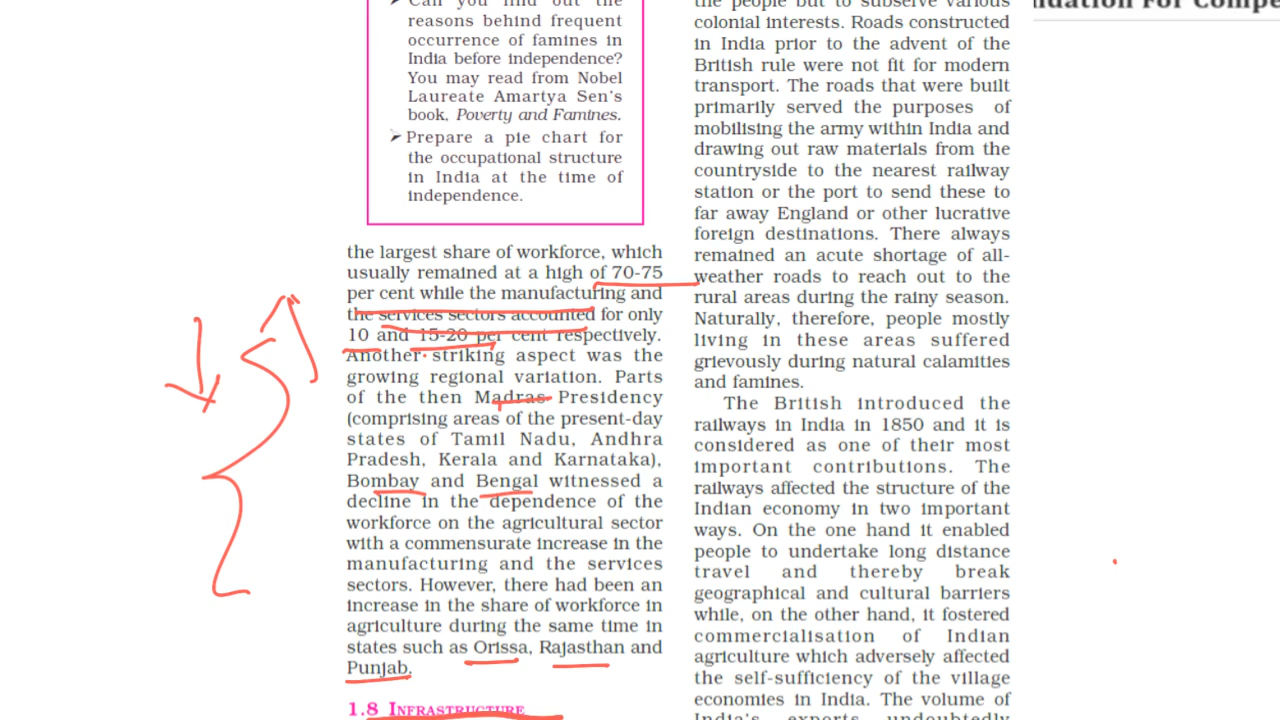 Can you find out the
reasons behind frequent
occurrence of famines in
India before independence?
You may read from Nobel
Laureate Amartya Sen's
book, Poverty and Famines.
Prepare a pie chart for
the occupational structure
in India at the time of
independence.
the largest share of workforce, which
usually remained at a high of 70-75
per cent while the manufacturing and
the services sectors accounted for only
10 and 15-20 per cent respectively.
Another striking aspect was the
growing regional variation. Parts
of the then Madras Presidency
(comprising areas of the present-day
states of Tamil Nadu, Andhra
Pradesh, Kerala and Karnataka),
Bombay and Bengal witnessed a
decline in the dependence of the
workforce on the agricultural sector
with a commensurate increase in the
manufacturing and the services
sectors. However, there had been an
increase in the share of workforce in
agriculture during the same time in
states such as Orissa, Rajasthan and
Punjab.
1.8 INFRASTRUCTURE
the people but to subserve various
colonial interests. Roads constructed
in India prior to the advent of the
British rule were not fit for modern
transport. The roads that were built
primarily served the purposes of
mobilising the army within India and
drawing out raw materials from the
countryside to the nearest railway
station or the port to send these to
far away England or other lucrative
foreign destinations. There always
remained an acute shortage of all-
weather roads to reach out to the
rural areas during the rainy season.
Naturally, therefore, people mostly
living in these areas suffered
grievously during natural calamities
and famines.
The British introduced the
railways in India in 1850 and it is
considered as one of their most
important contributions. The
railways affected the structure of the
Indian economy in two important
ways. On the one hand it enabled
people to undertake long distance
travel and thereby break
geographical and cultural barriers
while, on the other hand, it fostered
commercialisation of Indian
agriculture which adversely affected
the self-sufficiency of the village
economies in India. The volume of
India's exports undoubtedly
ndation For Compe